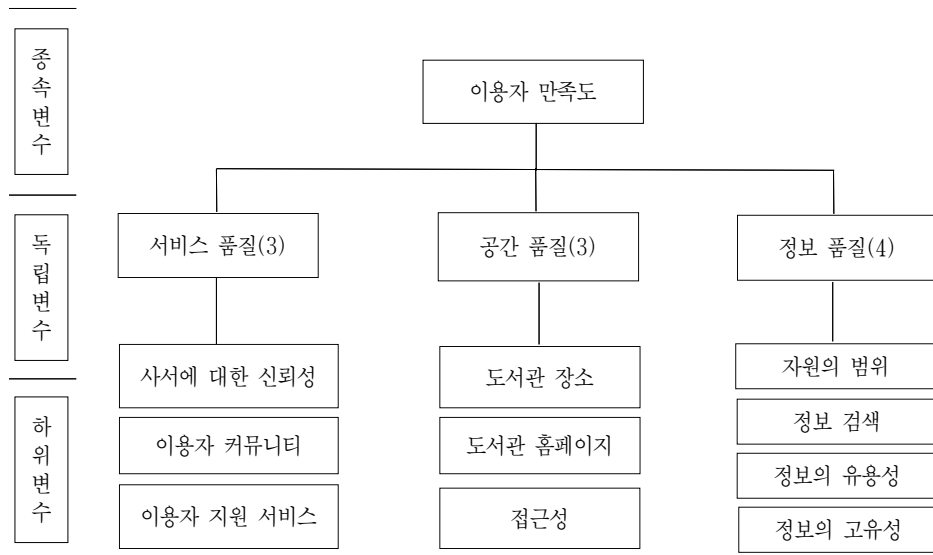 종속변수
이용자 만족도
독립변수
서비스 품질(3)
공간 품질(3)
정보 품질(4)
하위변수
사서에 대한 신뢰성
도서관 장소
자원의 범위
이용자 커뮤니티
도서관 홈페이지
정보 검색
이용자 지원 서비스
접근성
정보의 유용성
정보의 고유성